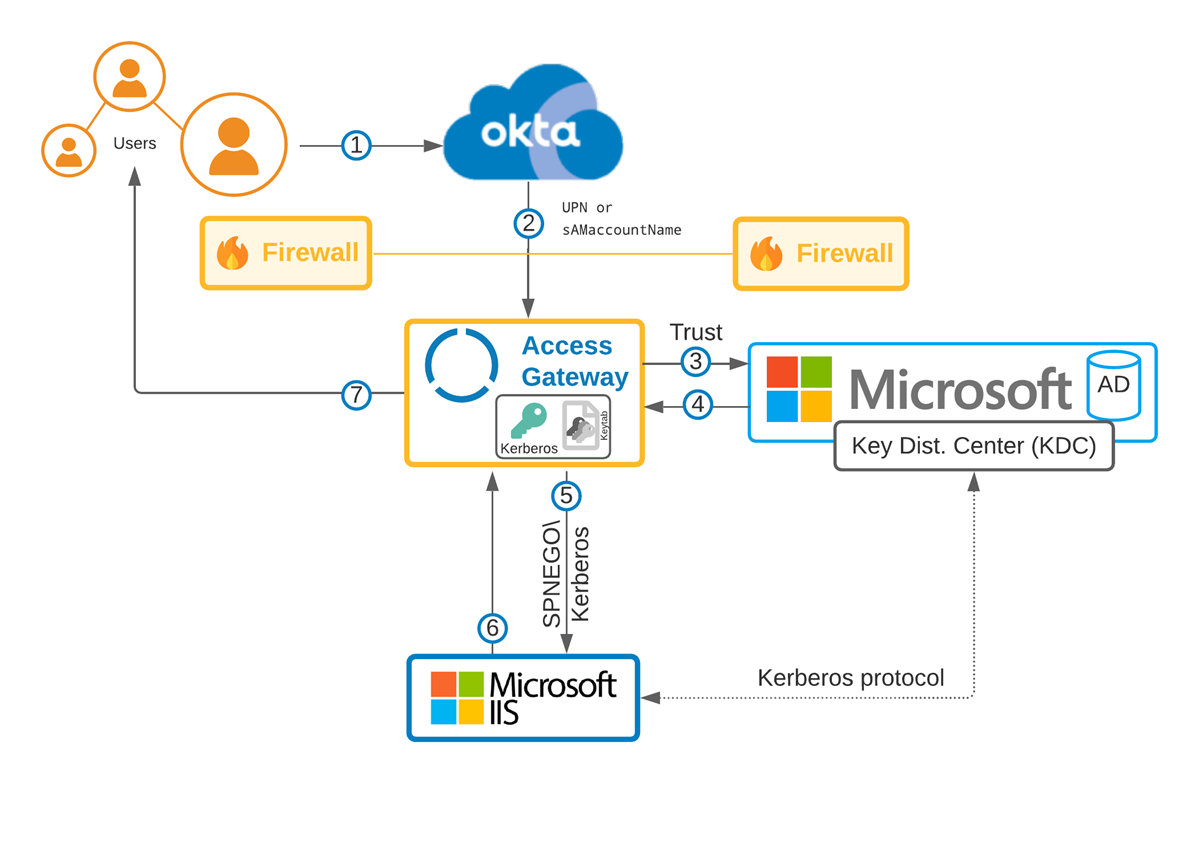 Users
1
okta
2
UPN or
sAMaccountName
Firewall
Firewall
Access
Gateway
Kerberos
Keytab
Trust
3
4
Microsoft
AD
Key Dist. Center (KDC)
7
5
SPNEGO\
Kerberos
6
Microsoft
IIS
Kerberos protocol